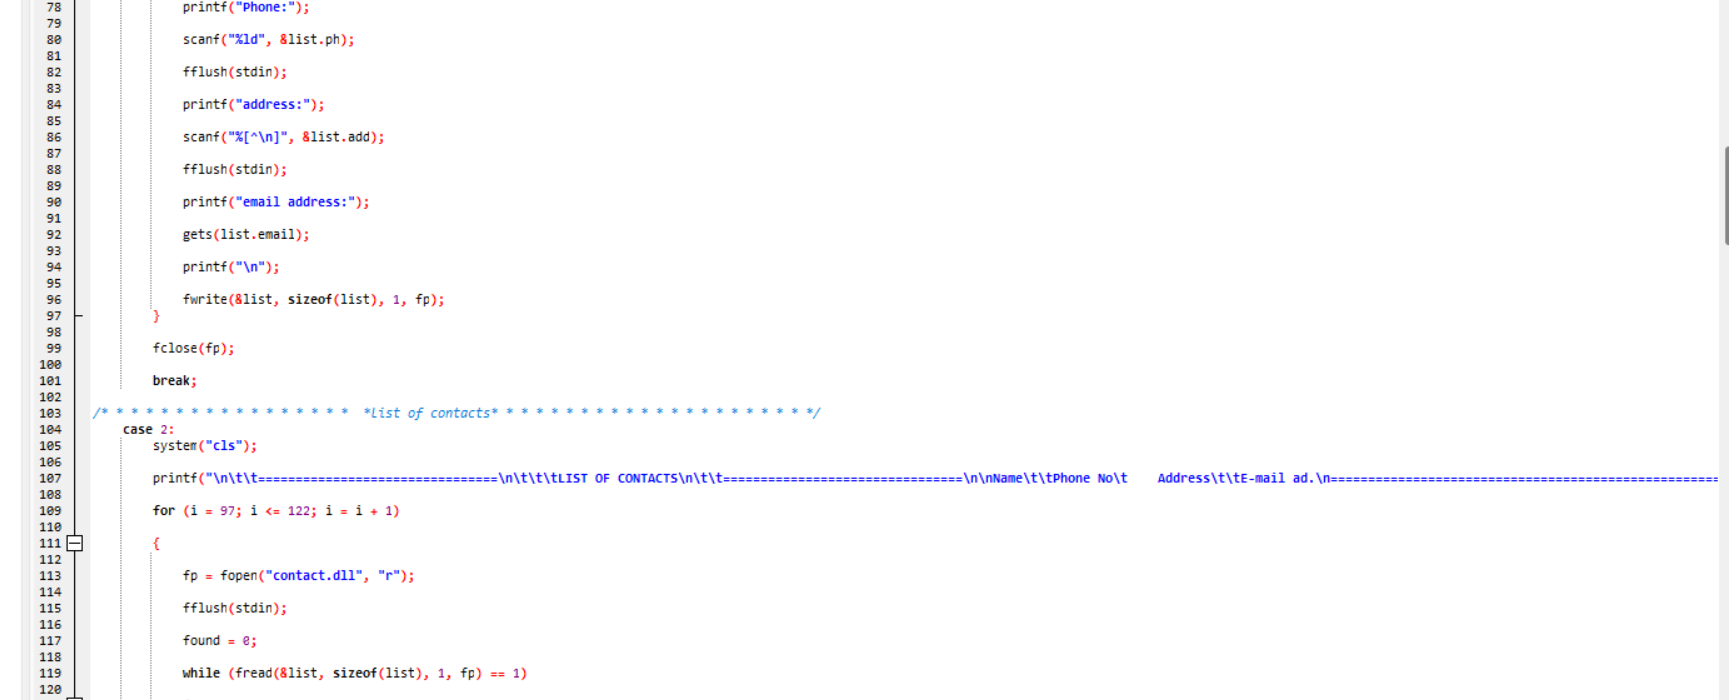 78 printf("Phone:");
79
80 scanf("%ld", &list.ph);
81
82 fflush(stdin);
83
84 printf("address:");
85
86 scanf("%[^\n]", &list.add);
87
88 fflush(stdin);
89
90 printf("email address:");
91
92 gets(list.email);
93
94 printf("\n");
95
96 fwrite(&list, sizeof(list), 1, fp);
97 }
98
99 fclose(fp);
100
101 break;
102
103 /* * * * * * * * * * * * * * * * *  *list of contacts* * * * * * * * * * * * * * * * * * * * * */
104 case 2:
105 system("cls");
106
107 printf("\n\t\t================================\n\t\t\tLIST OF CONTACTS\n\t\t================================\n\nName\t\tPhone No\t    Address\t\tE-mail ad.\n====================================================
108
109 for (i = 97; i <= 122; i = i + 1)
110
111 {
112
113 fp = fopen("contact.dll", "r");
114
115 fflush(stdin);
116
117 found = 0;
118
119 while (fread(&list, sizeof(list), 1, fp) == 1)
120